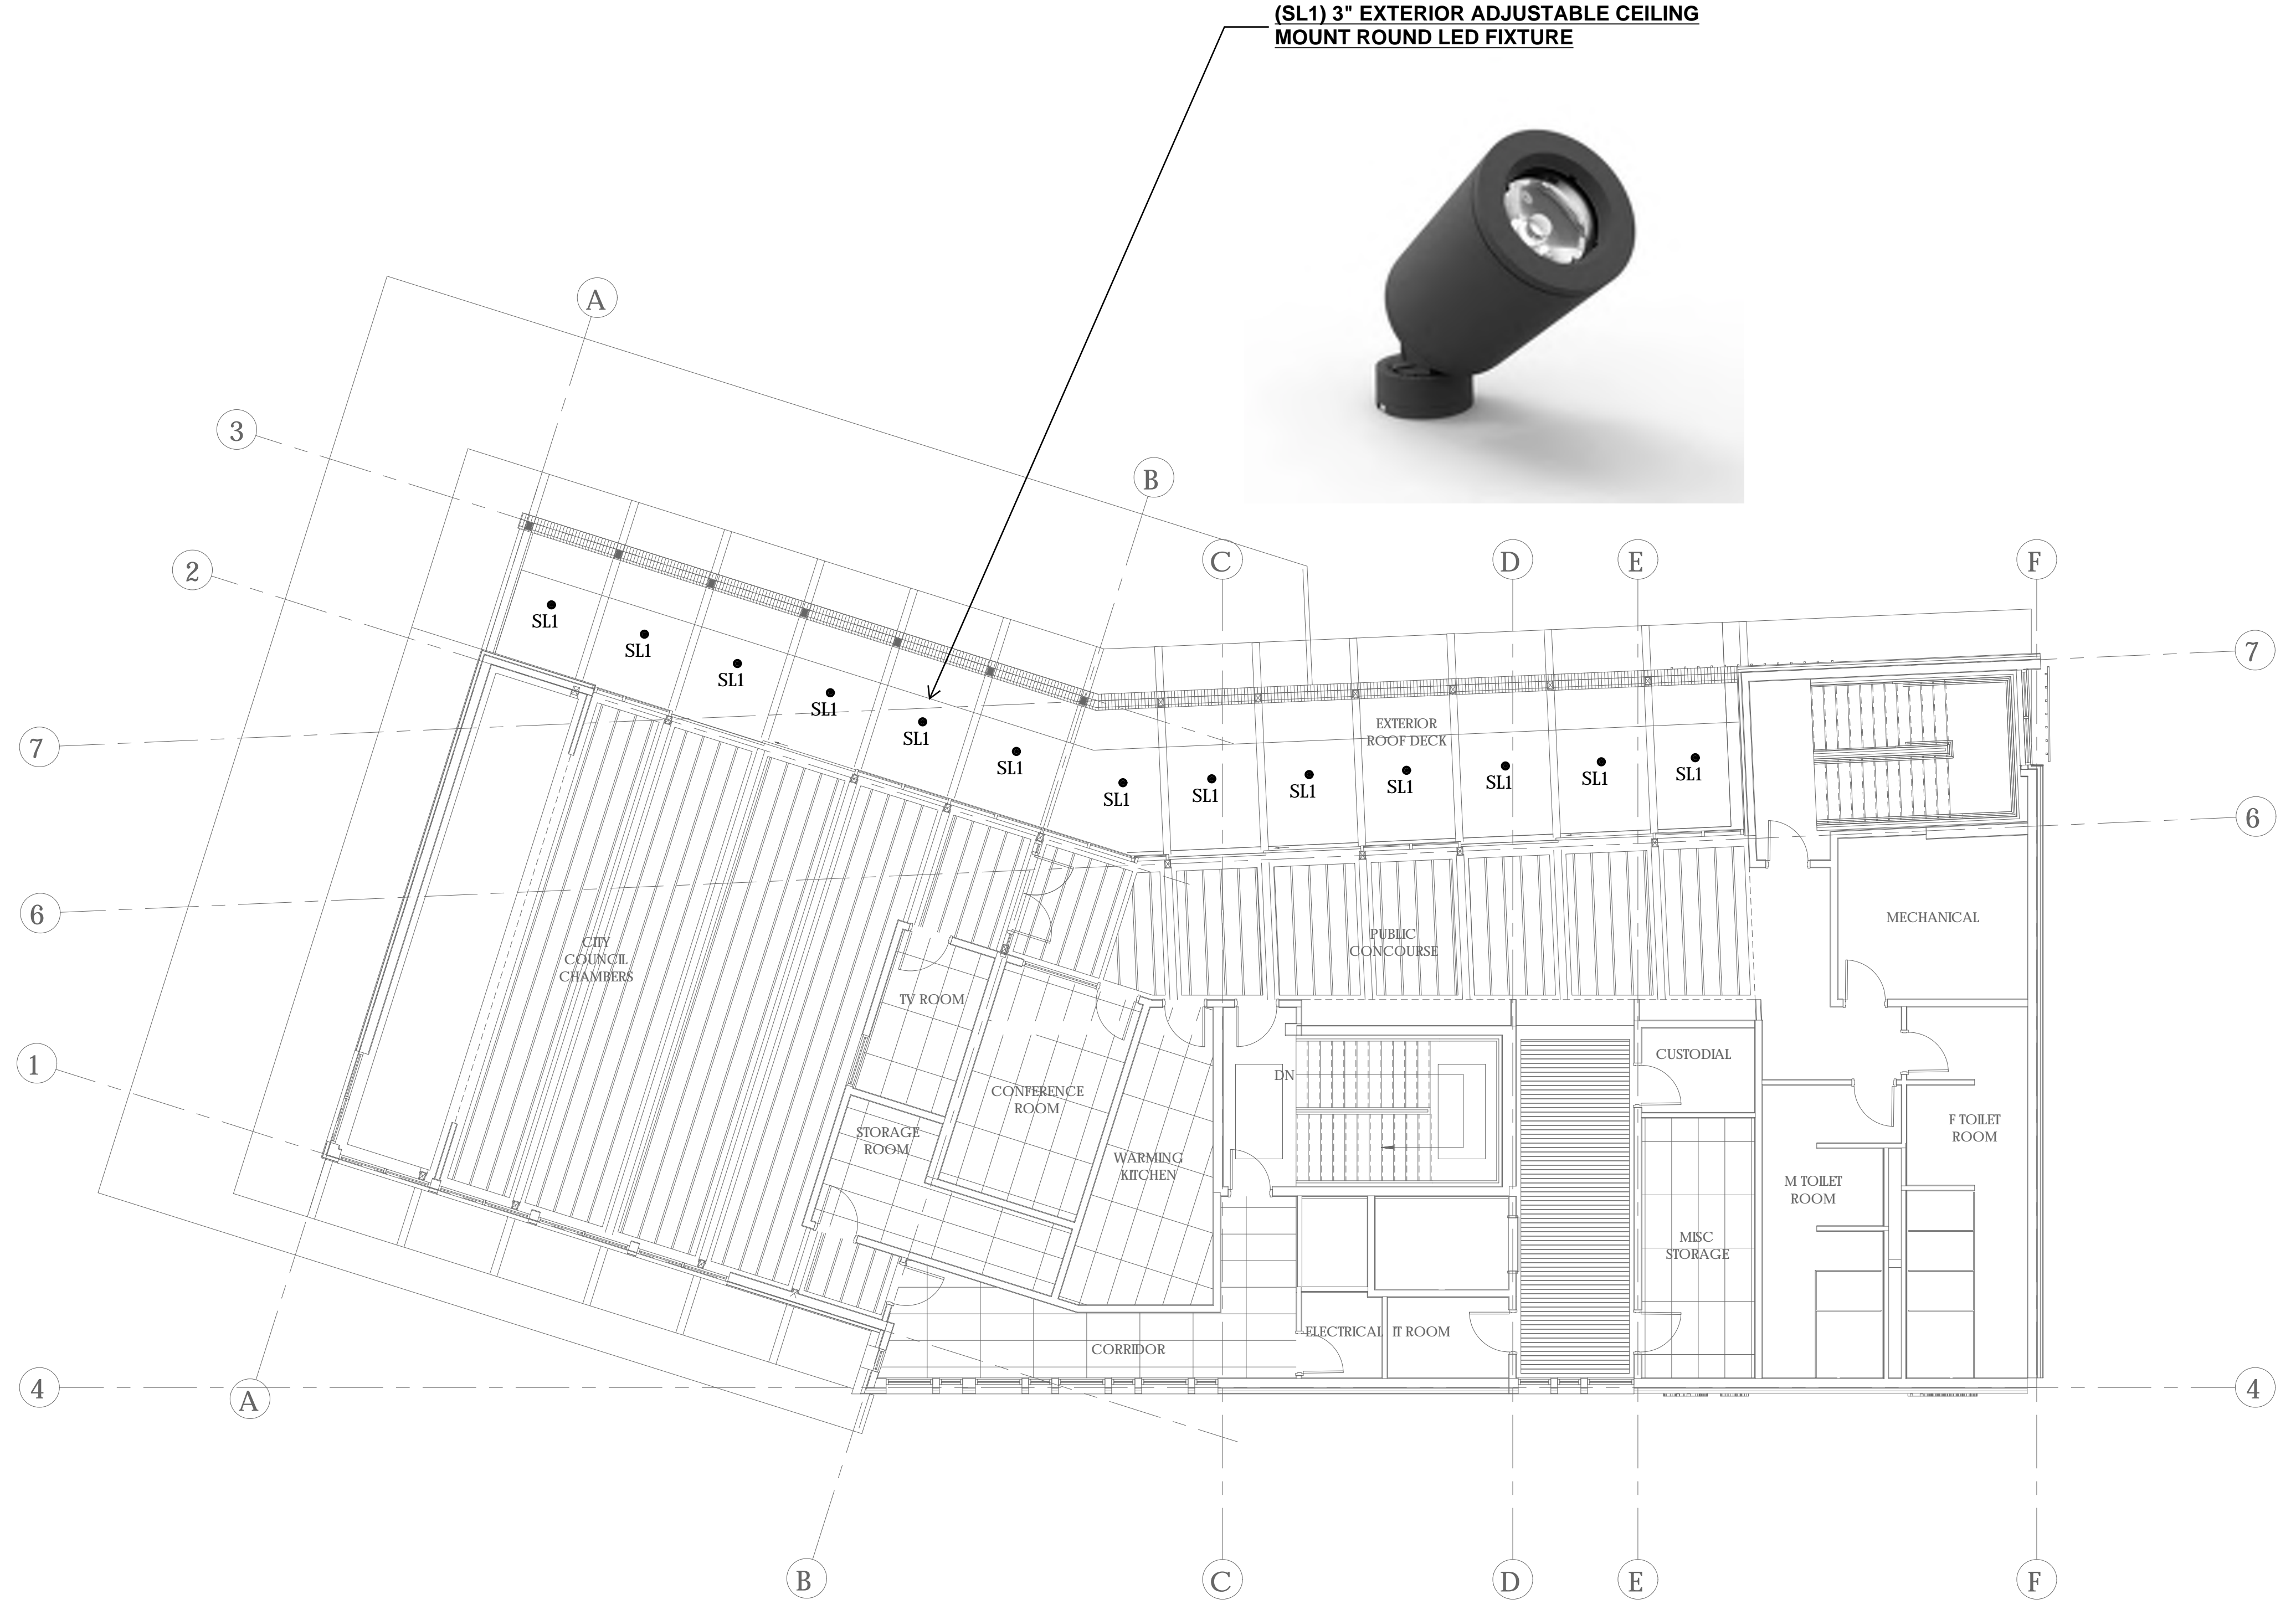 (SL1) 3" EXTERIOR ADJUSTABLE CEILING
MOUNT ROUND LED FIXTURE
A
3
B
2
C
D
E
F
SL1
SL1
7
SL1
SL1
EXTERIOR
ROOF DECK
SL1
7
SL1
SL1
SL1
SL1
SL1
SL1
SL1
SL1
6
6
MECHANICAL
CITY
COUNCIL
CHAMBERS
PUBLIC
CONCOURSE
TV ROOM
1
CUSTODIAL
DN
CONFERENCE
ROOM
F TOILET
ROOM
STORAGE
ROOM
WARMING
KITCHEN
M TOILET
ROOM
MISC
STORAGE
ELECTRICAL
IT ROOM
CORRIDOR
4
A
4
B
C
D
E
F